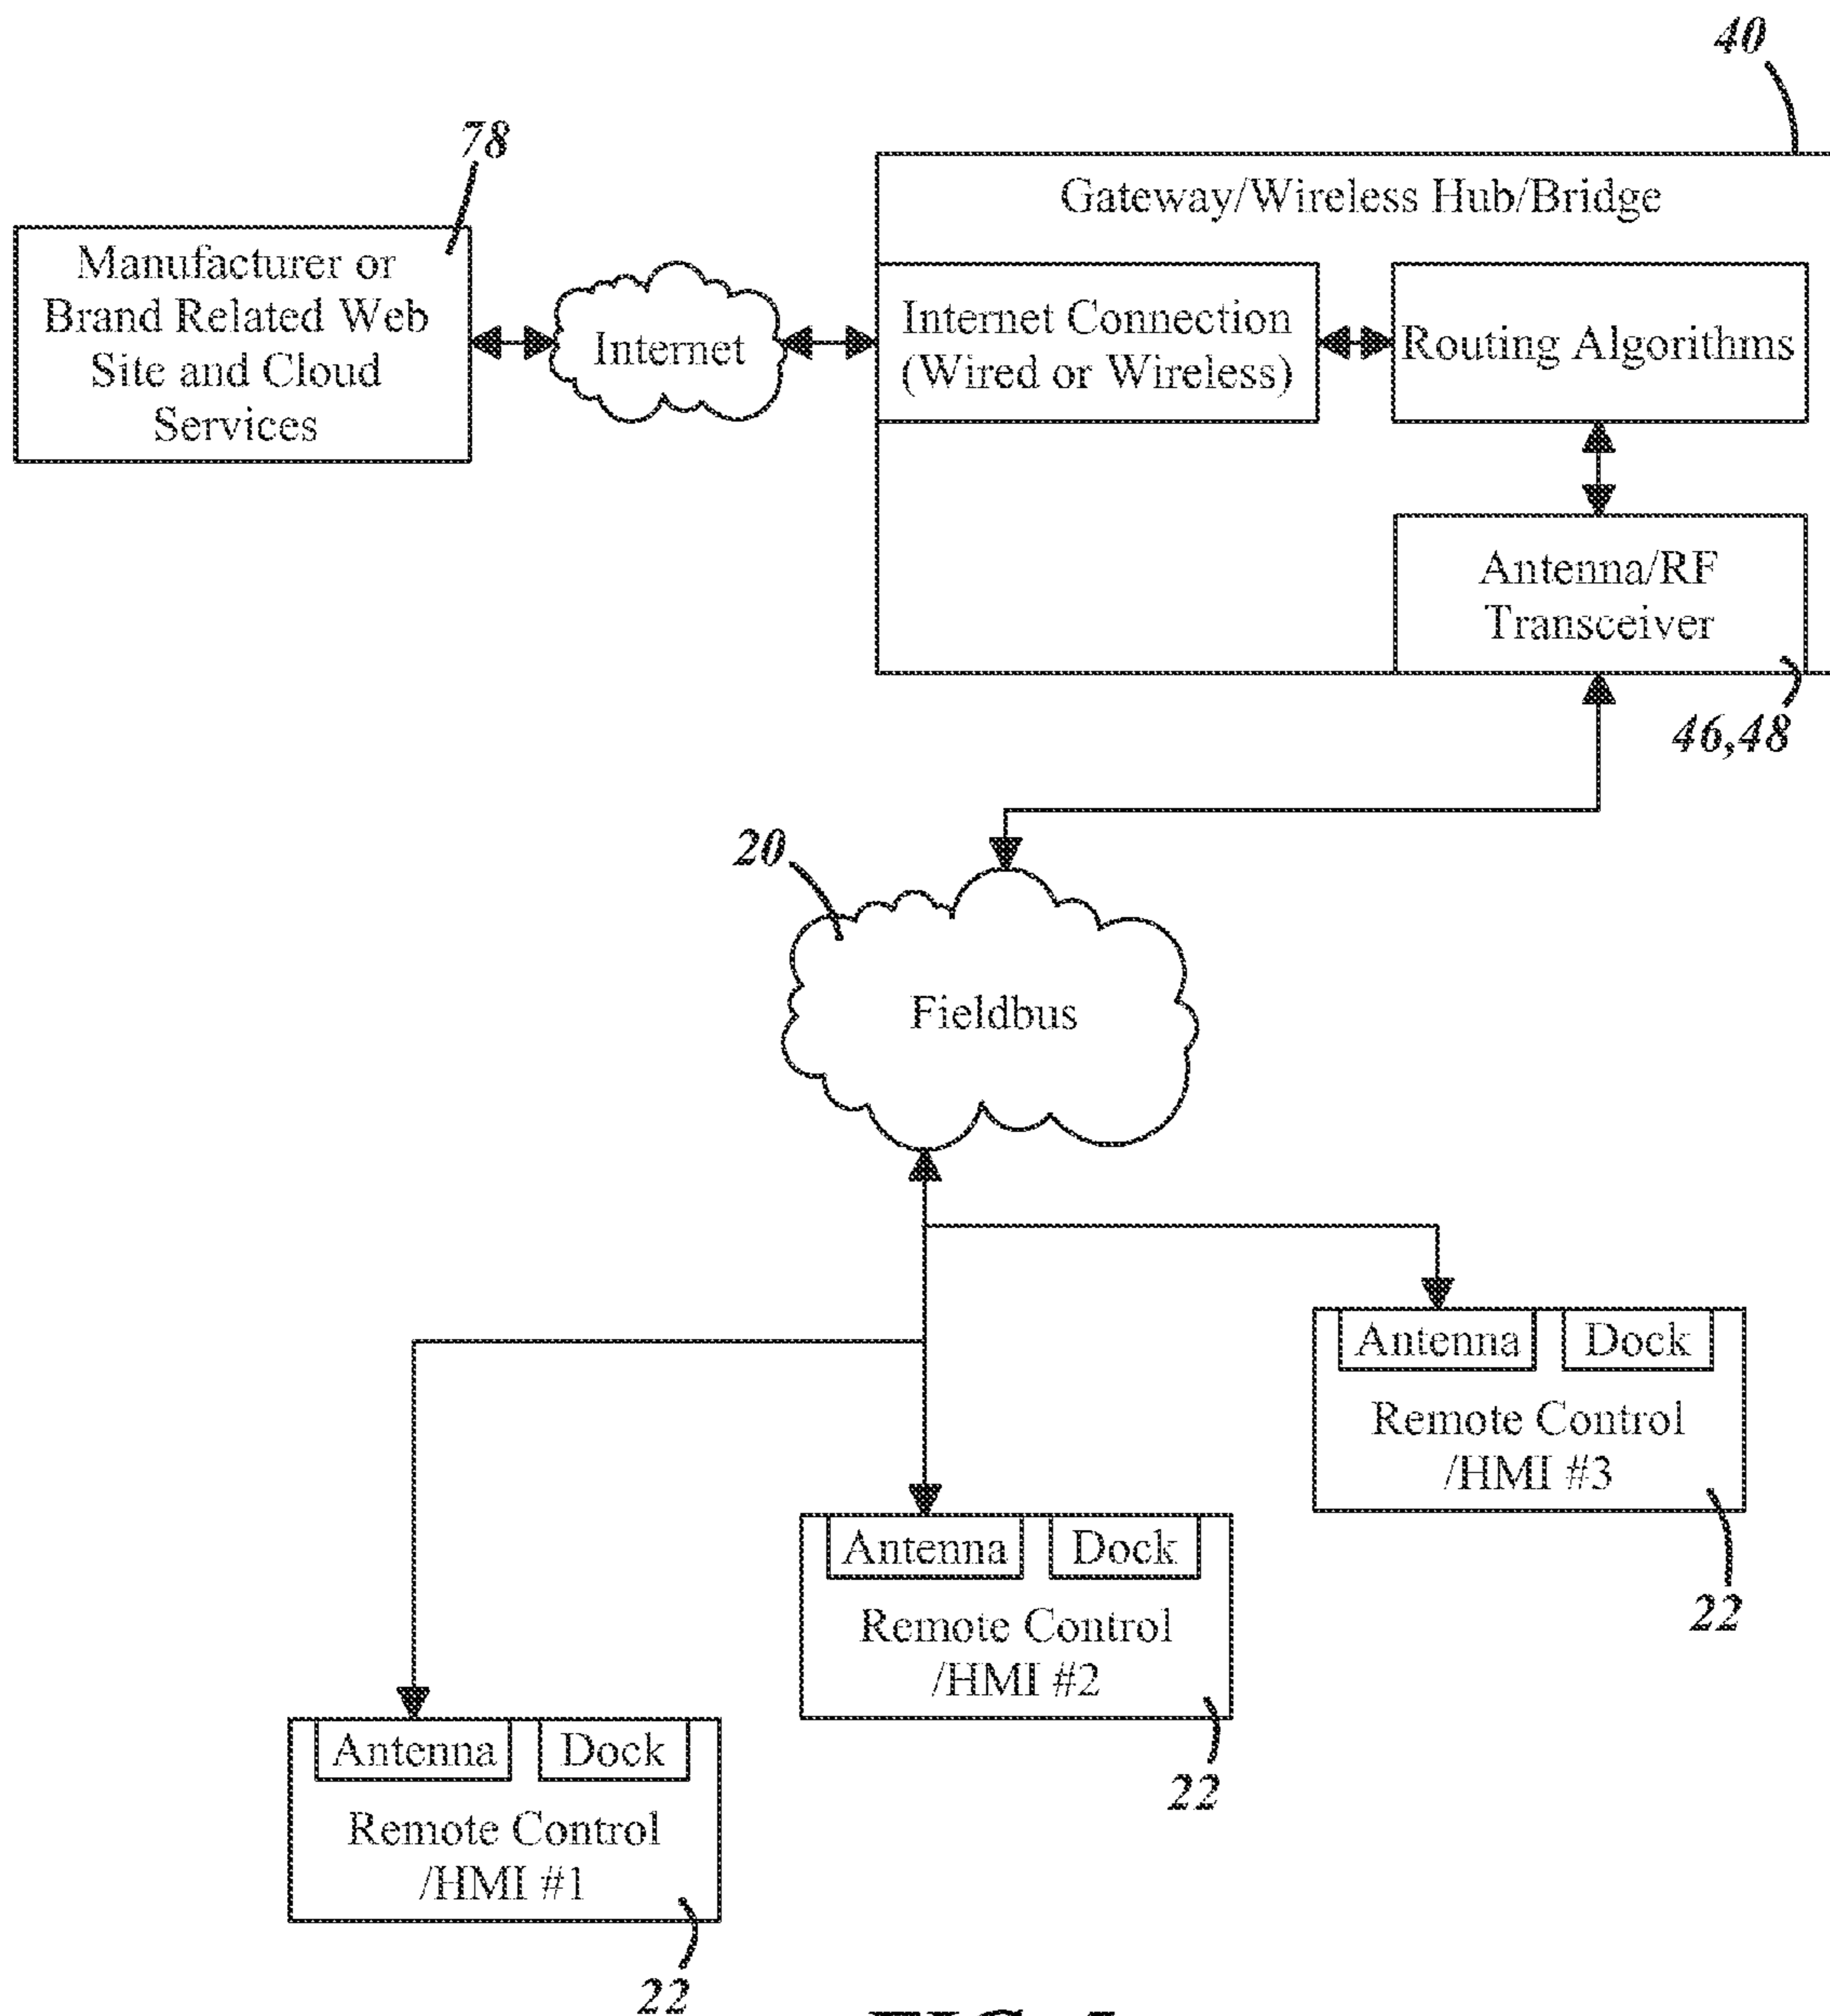 40
78
Gateway/Wireless Hub/Bridge
Manufacturer or
Brand Related Web
Site and Cloud
Services
Internet
Internet Connection
(Wired or Wireless)
Routing Algorithms
Antenna/RF
Transceiver
46,48
20
Fieldbus
Antenna Dock
Remote Control
/HMI #3
22
Antenna Dock
Remote Control
/HMI #2
22
Antenna Dock
Remote Control
/HMI #1
22